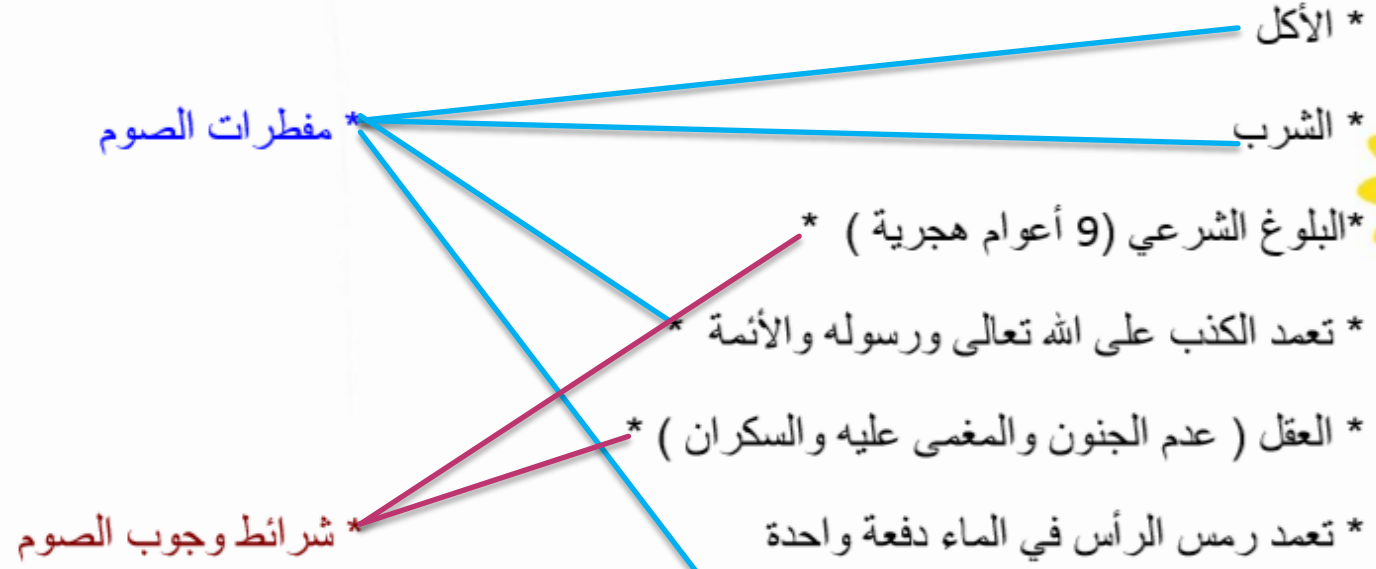 * الأكل
* الشرب
* مفطرات الصوم
*البلوغ الشرعي (9 أعوام هجرية ) *
* تعمد الكذب على الله تعالى ورسوله والأئمة *
* العقل ( عدم الجنون والمغمى عليه والسكران ) *
* تعمد رمس الرأس في الماء دفعة واحدة
* شرائط وجوب الصوم